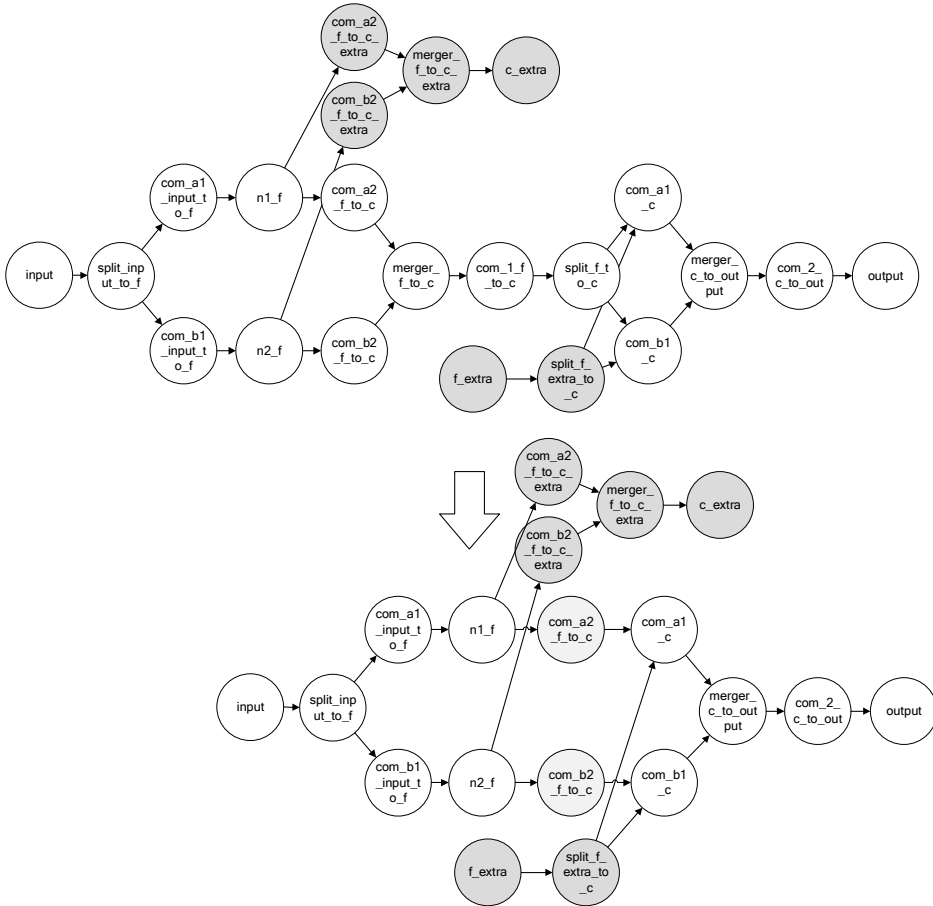 com_a2
_f_to_c_
extra
merger_
f_to_c_
extra
c_extra
com_b2
_f_to_c_
extra
com_a1
_input_t
o_f
n1_f
com_a2
_f_to_c
com_a1
_c
input
split_inp
ut_to_f
merger_
f_to_c
com_1_f
_to_c
split_f_t
o_c
merger_
c_to_out
put
com_2_
c_to_out
output
com_b1
_input_t
o_f
n2_f
com_b2
_f_to_c
com_b1
_c
f_extra
split_f_
extra_to
_c
com_a2
_f_to_c_
extra
merger_
f_to_c_
extra
c_extra
com_b2
_f_to_c_
extra
com_a1
_input_t
o_f
n1_f
com_a2
_f_to_c
com_a1
_c
input
split_inp
ut_to_f
merger_
c_to_out
put
com_2_
c_to_out
output
com_b1
_input_t
o_f
n2_f
com_b2
_f_to_c
com_b1
_c
f_extra
split_f_
extra_to
_c